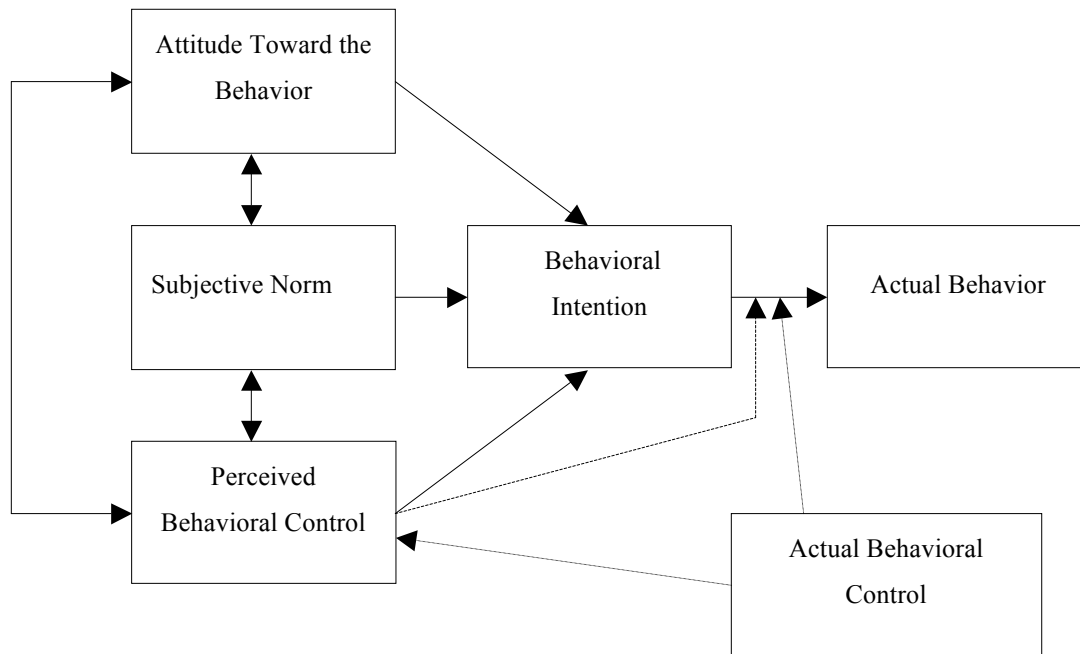 Attitude Toward the
Behavior
Subjective Norm
Behavioral
Intention
Actual Behavior
Perceived
Behavioral Control
Actual Behavioral
Control